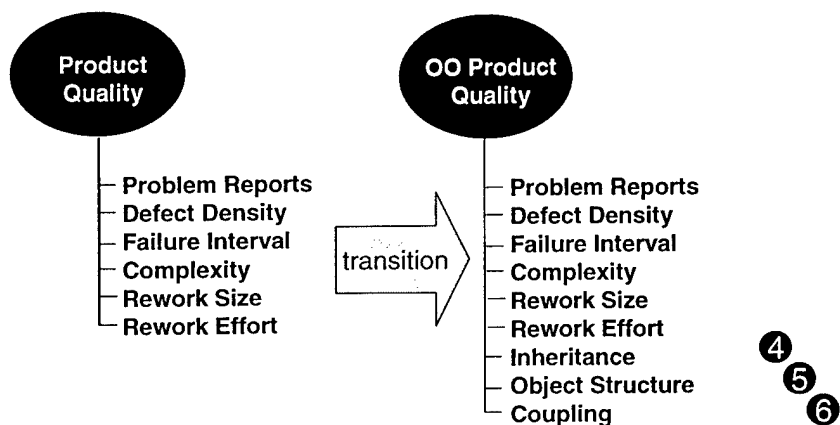 Product
Quality
Problem Reports
Defect Density
Failure Interval
Complexity
Rework Size
Rework Effort
transition
OO Product
Quality
Problem Reports
Defect Density
Failure Interval
Complexity
Rework Size
Rework Effort
Inheritance
Object Structure
Coupling
4
5
6